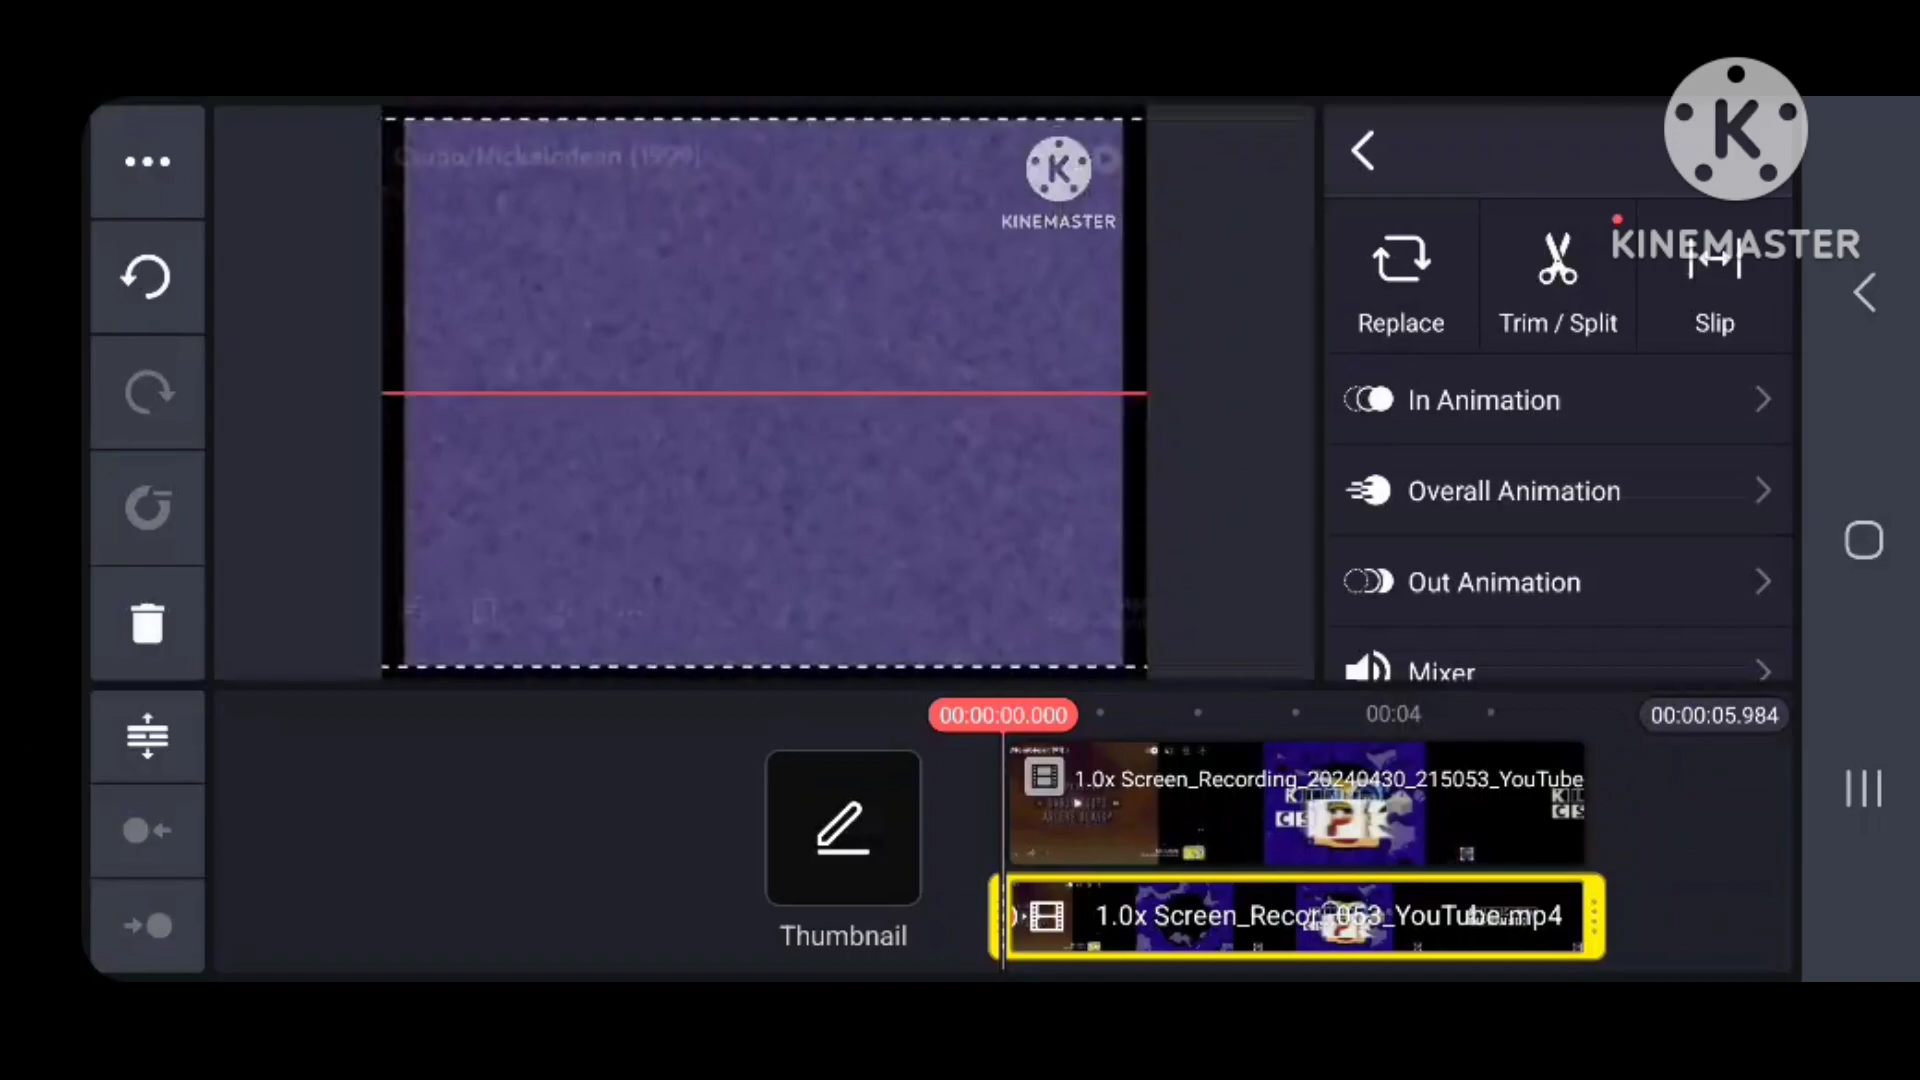 KINEMASTER
KINEMASTER
Replace
Trim / Split
Slip
In Animation
Overall Animation
Out Animation
Mixer
00:00:00.000
00:04
00:00:05.984
1.0x Screen_Recording_20240430_215053_YouTube
Thumbnail
1.0x Screen_Recor 053_YouTube.mp4